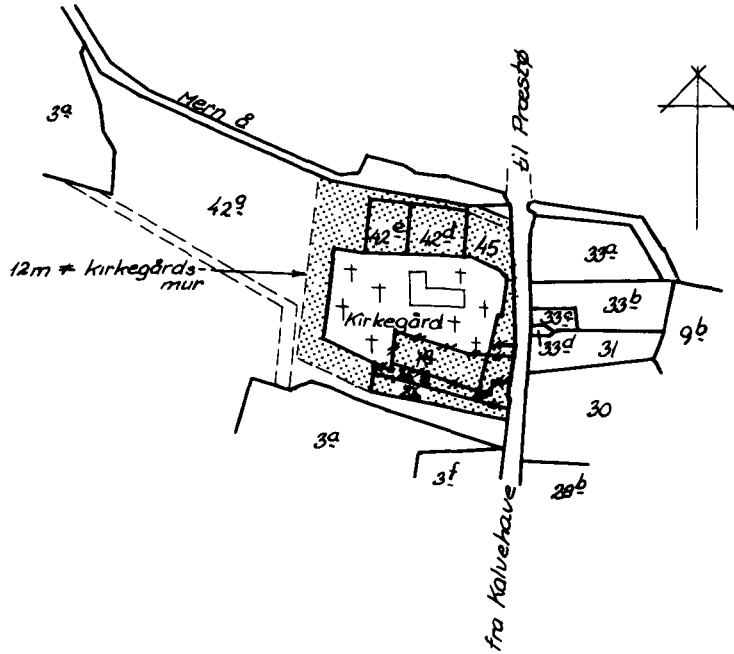 Mern 8
til Præstø
3a
42a
42e
42d
45
33a
12m ≠ kirkegårds-
mur
Kirkegård
33b
33c
33d
9b
31
30
3a
3f
29b
fra Kalvehave